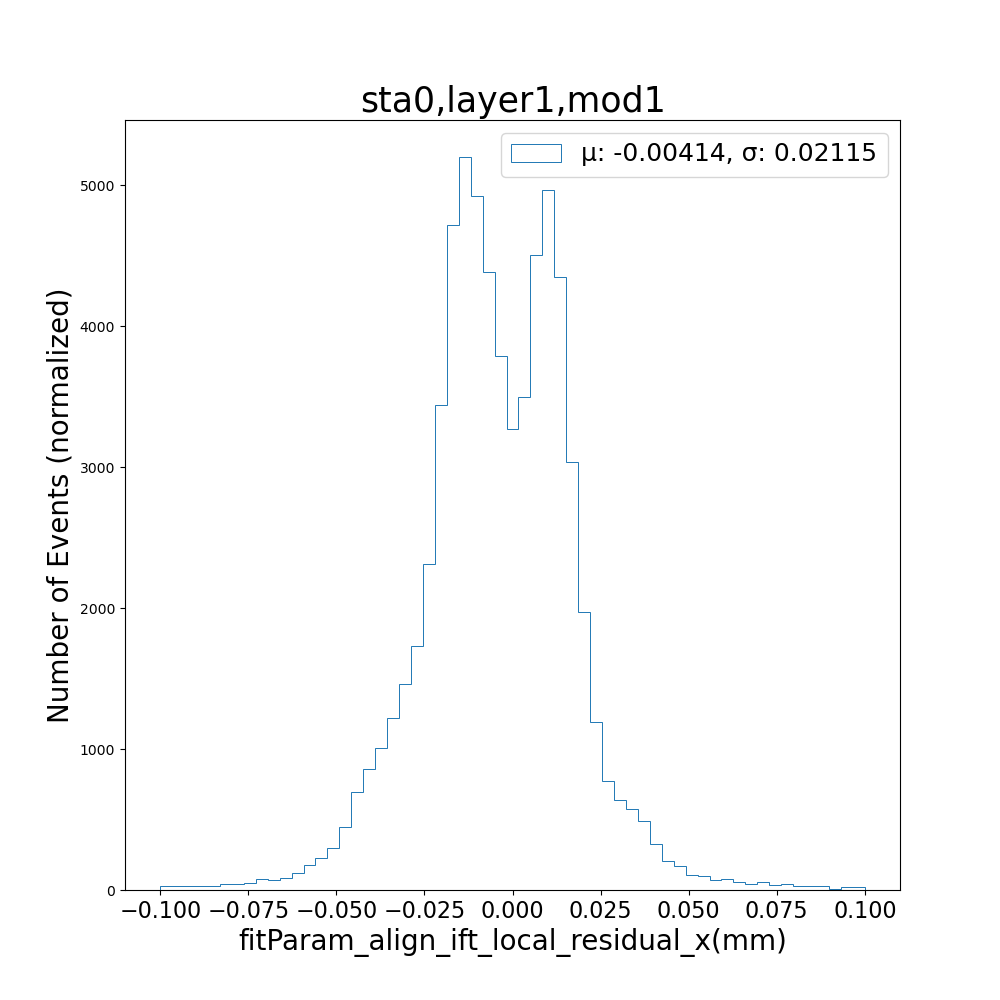 sta0,layer1,mod1
μ: -0.00414, σ: 0.02115
Number of Events (normalized)
5000
4000
3000
2000
1000
0
−0.100 −0.075 −0.050 −0.025 0.000 0.025 0.050 0.075 0.100
fitParam_align_ift_local_residual_x(mm)